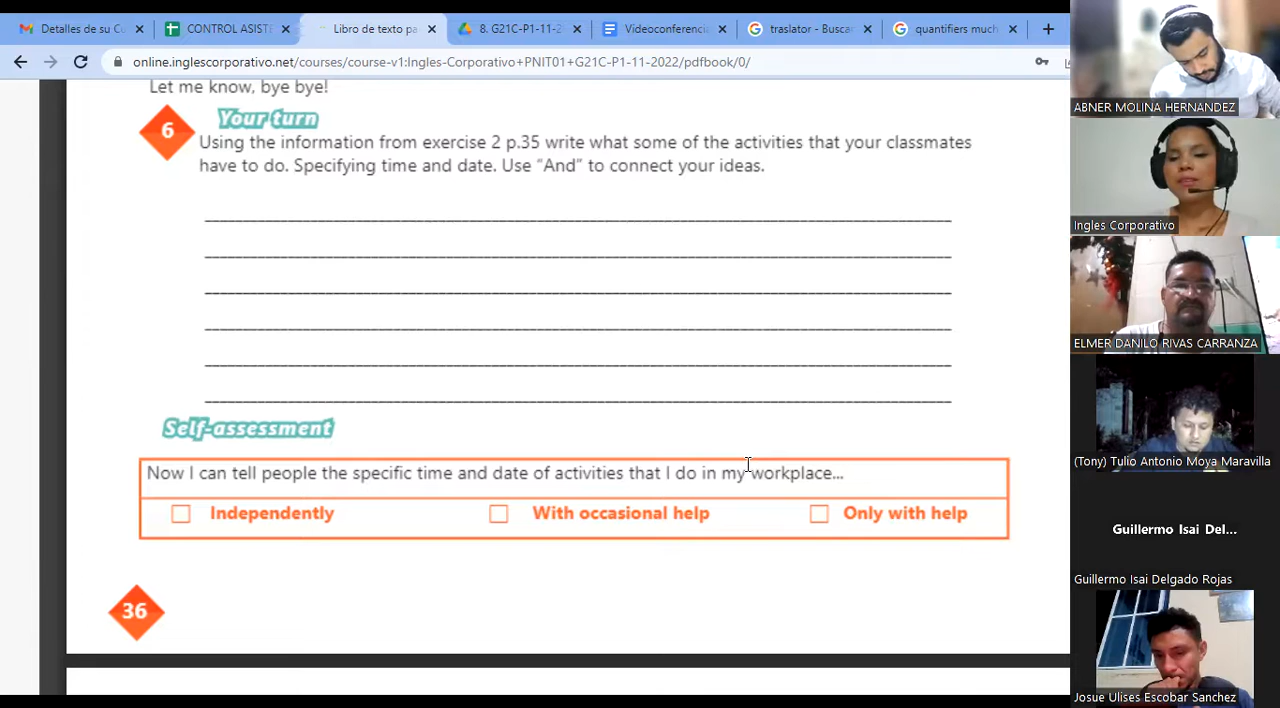 Detalles de su C
CONTROL ASISTE
Libro de texto pa
8. G21C-P1-11-2
Videoconferenci
traslator - Busca
quantifiers much
online.inglescorporativo.net/courses/course-v1:Ingles-Corporativo+PNIT01+G21C-P1-11-2022/pdfbook/0/
Let me know, bye bye!
6
Your turn
Using the information from exercise 2 p.35 write what some of the activities that your classmates
have to do. Specifying time and date. Use “And” to connect your ideas.
Self-assessment
Now I can tell people the specific time and date of activities that I do in my workplace...
Independently
With occasional help
Only with help
36
ABNER MOLINA HERNANDEZ
Ingles Corporativo
ELMER DANILO RIVAS CARRANZA
(Tony) Tulio Antonio Moya Maravilla
Guillermo Isai Del...
Guillermo Isai Delgado Rojas
Josue Ulises Escobar Sanchez